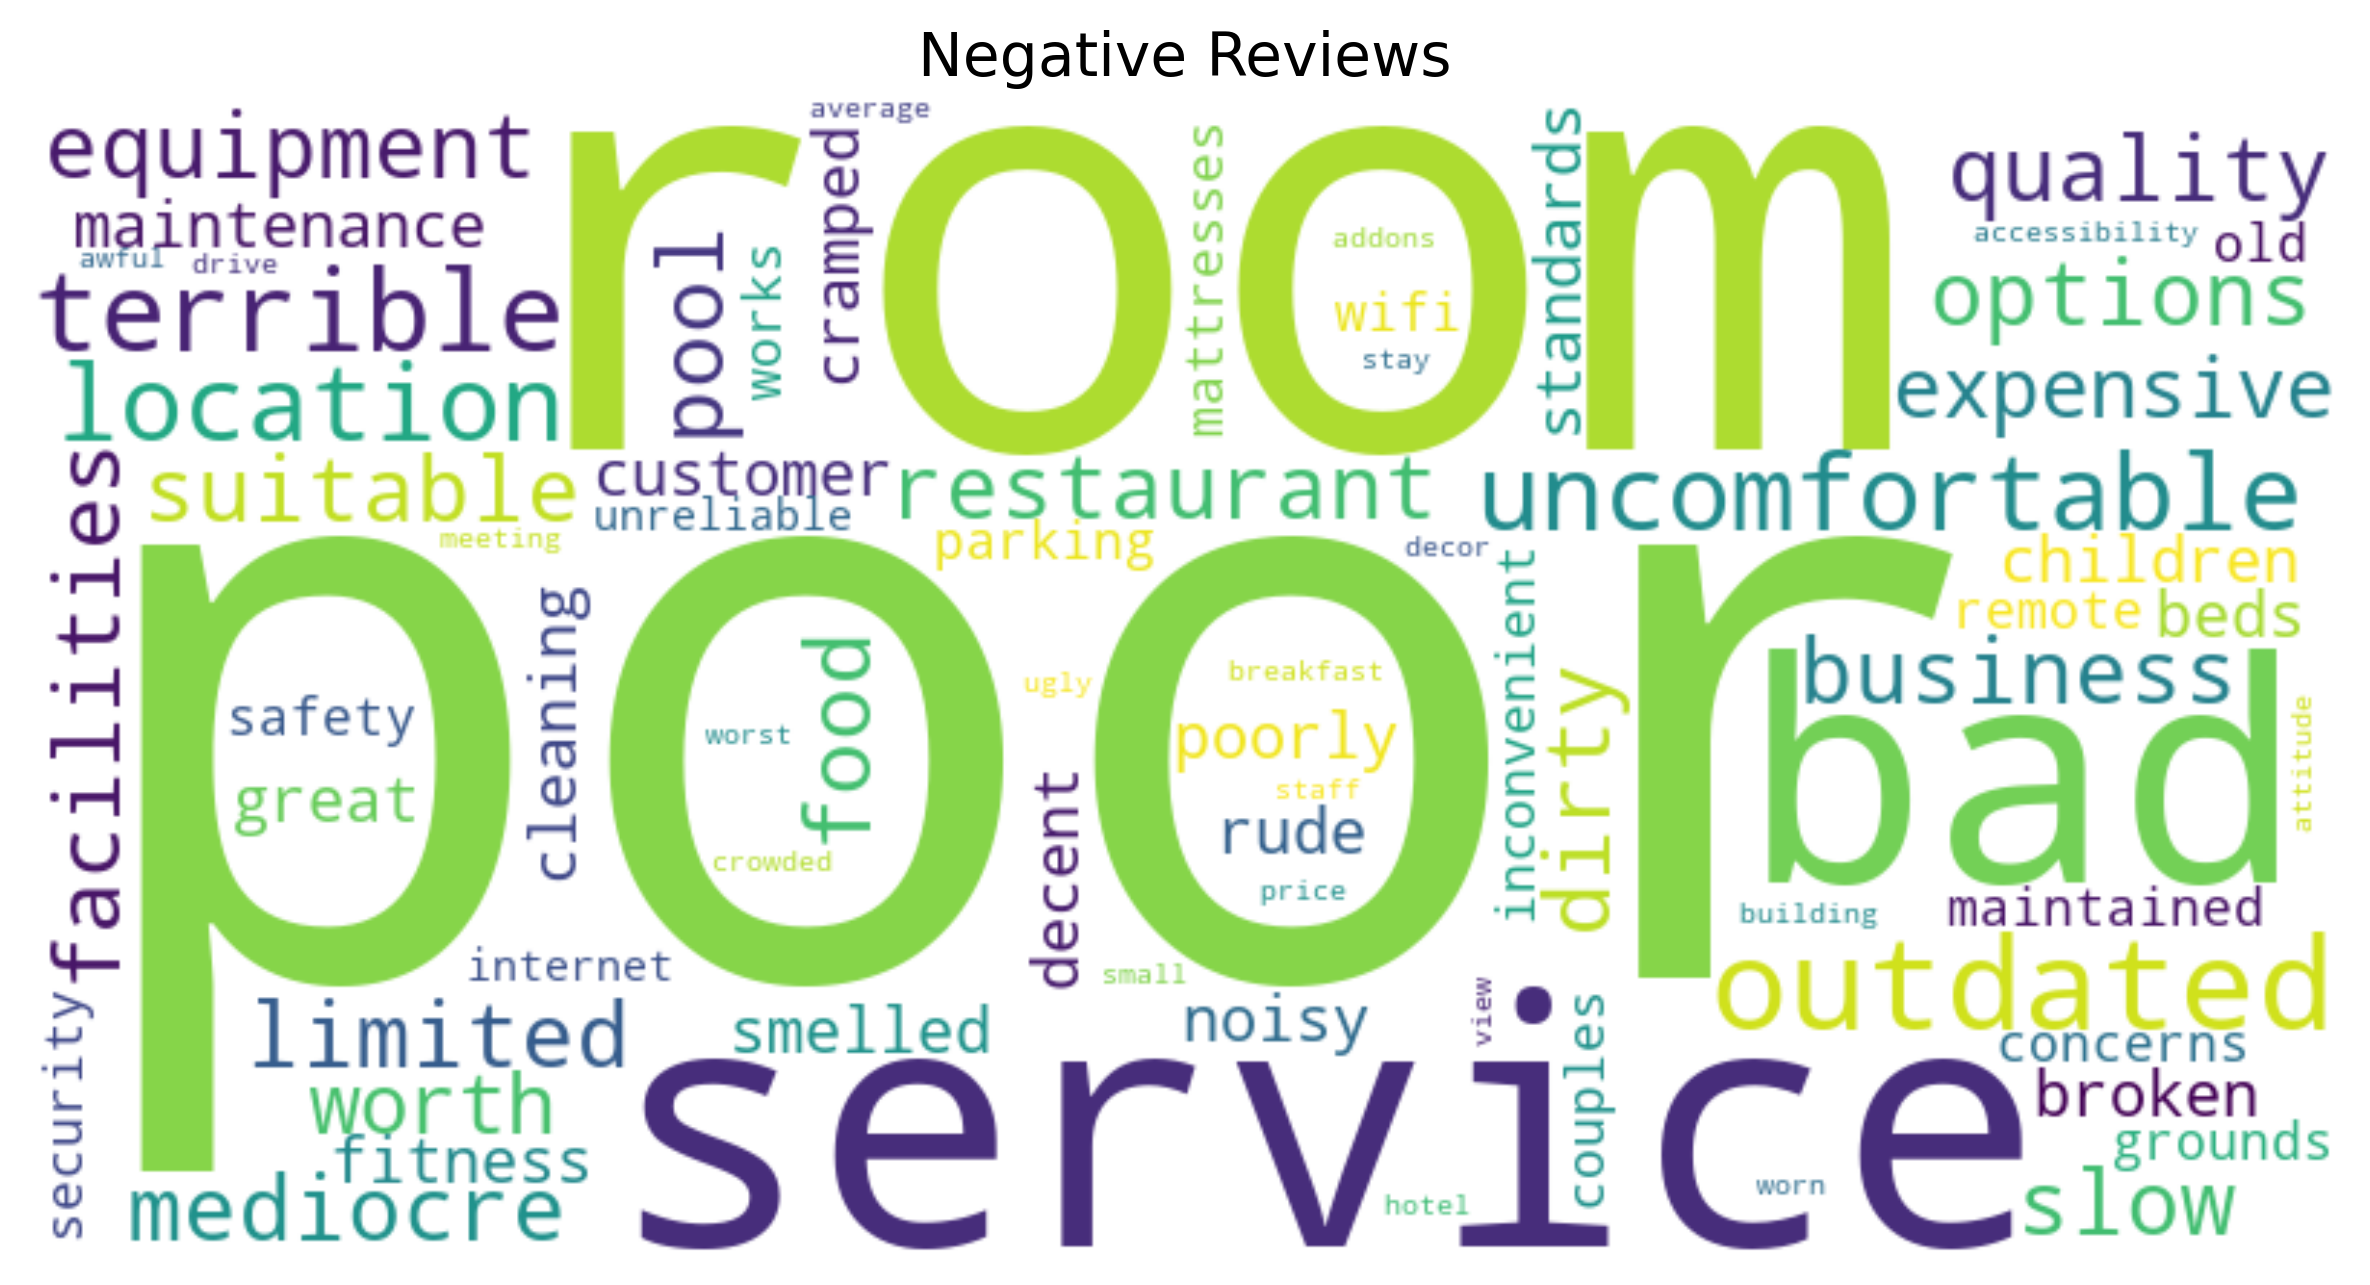 Negative Reviews
average
equipment
room
cramped
mattresses
standards
quality
maintenance
accessibility
old
awful
drive
pool
works
addons
wifi
stay
terrible
options
location
expensive
facilities
suitable
customer
restaurant
uncomfortable
unreliable
meeting
parking
decor
inconvenient
children
poor
cleaning
remote
beds
food
dirty
business
safety
worst
ugly
breakfast
poorly
bad
attitude
great
decent
staff
rude
crowded
price
building
maintained
internet
small
outdated
security
limited
smelled
noisy
view
couples
concerns
worth
service
broken
fitness
grounds
mediocre
hotel
worn
slow